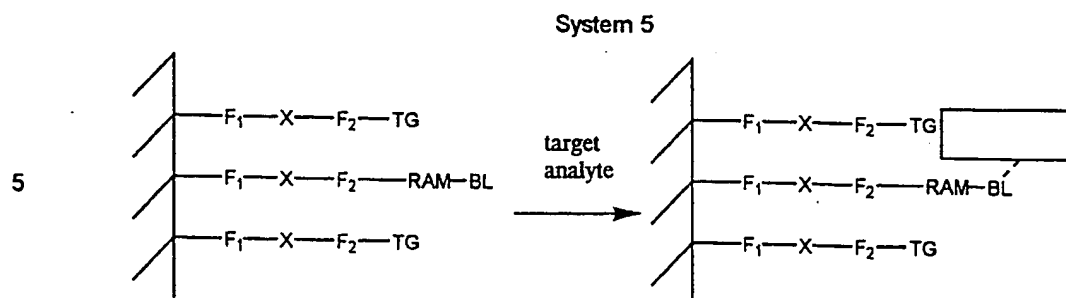 System 5
F₁—X—F₂—TG F₁—X—F₂—TG
target
analyte
5 F₁—X—F₂—RAM—BL F₁—X—F₂—RAM—BL
F₁—X—F₂—TG F₁—X—F₂—TG